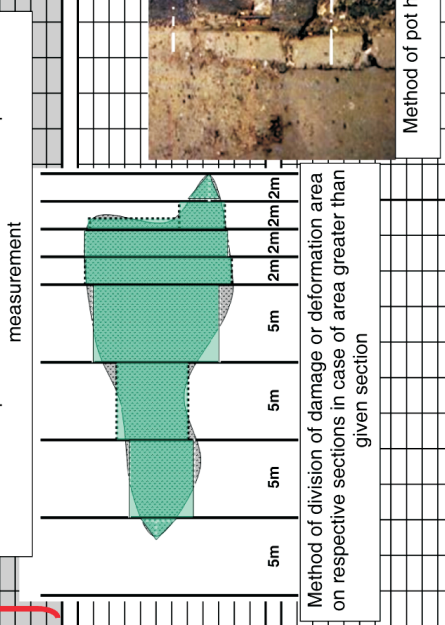 measurement
5m
5m
5m
5m
2m
2m
2m
2m
Method of division of damage or deformation area
on respective sections in case of area greater than
given section
Method of pot